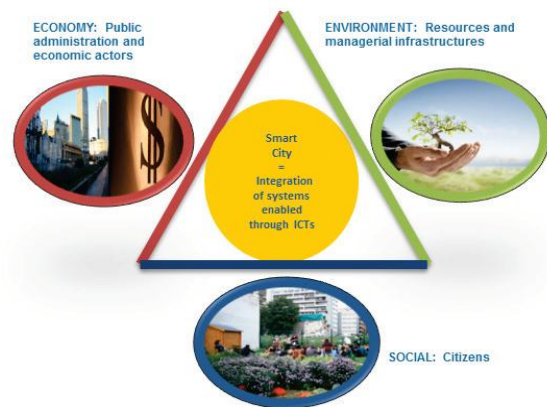 ECONOMY: Public
administration and
economic actors
ENVIRONMENT: Resources and
managerial infrastructures
$
Smart
City
=
Integration
of systems
enabled
through ICTs
SOCIAL: Citizens